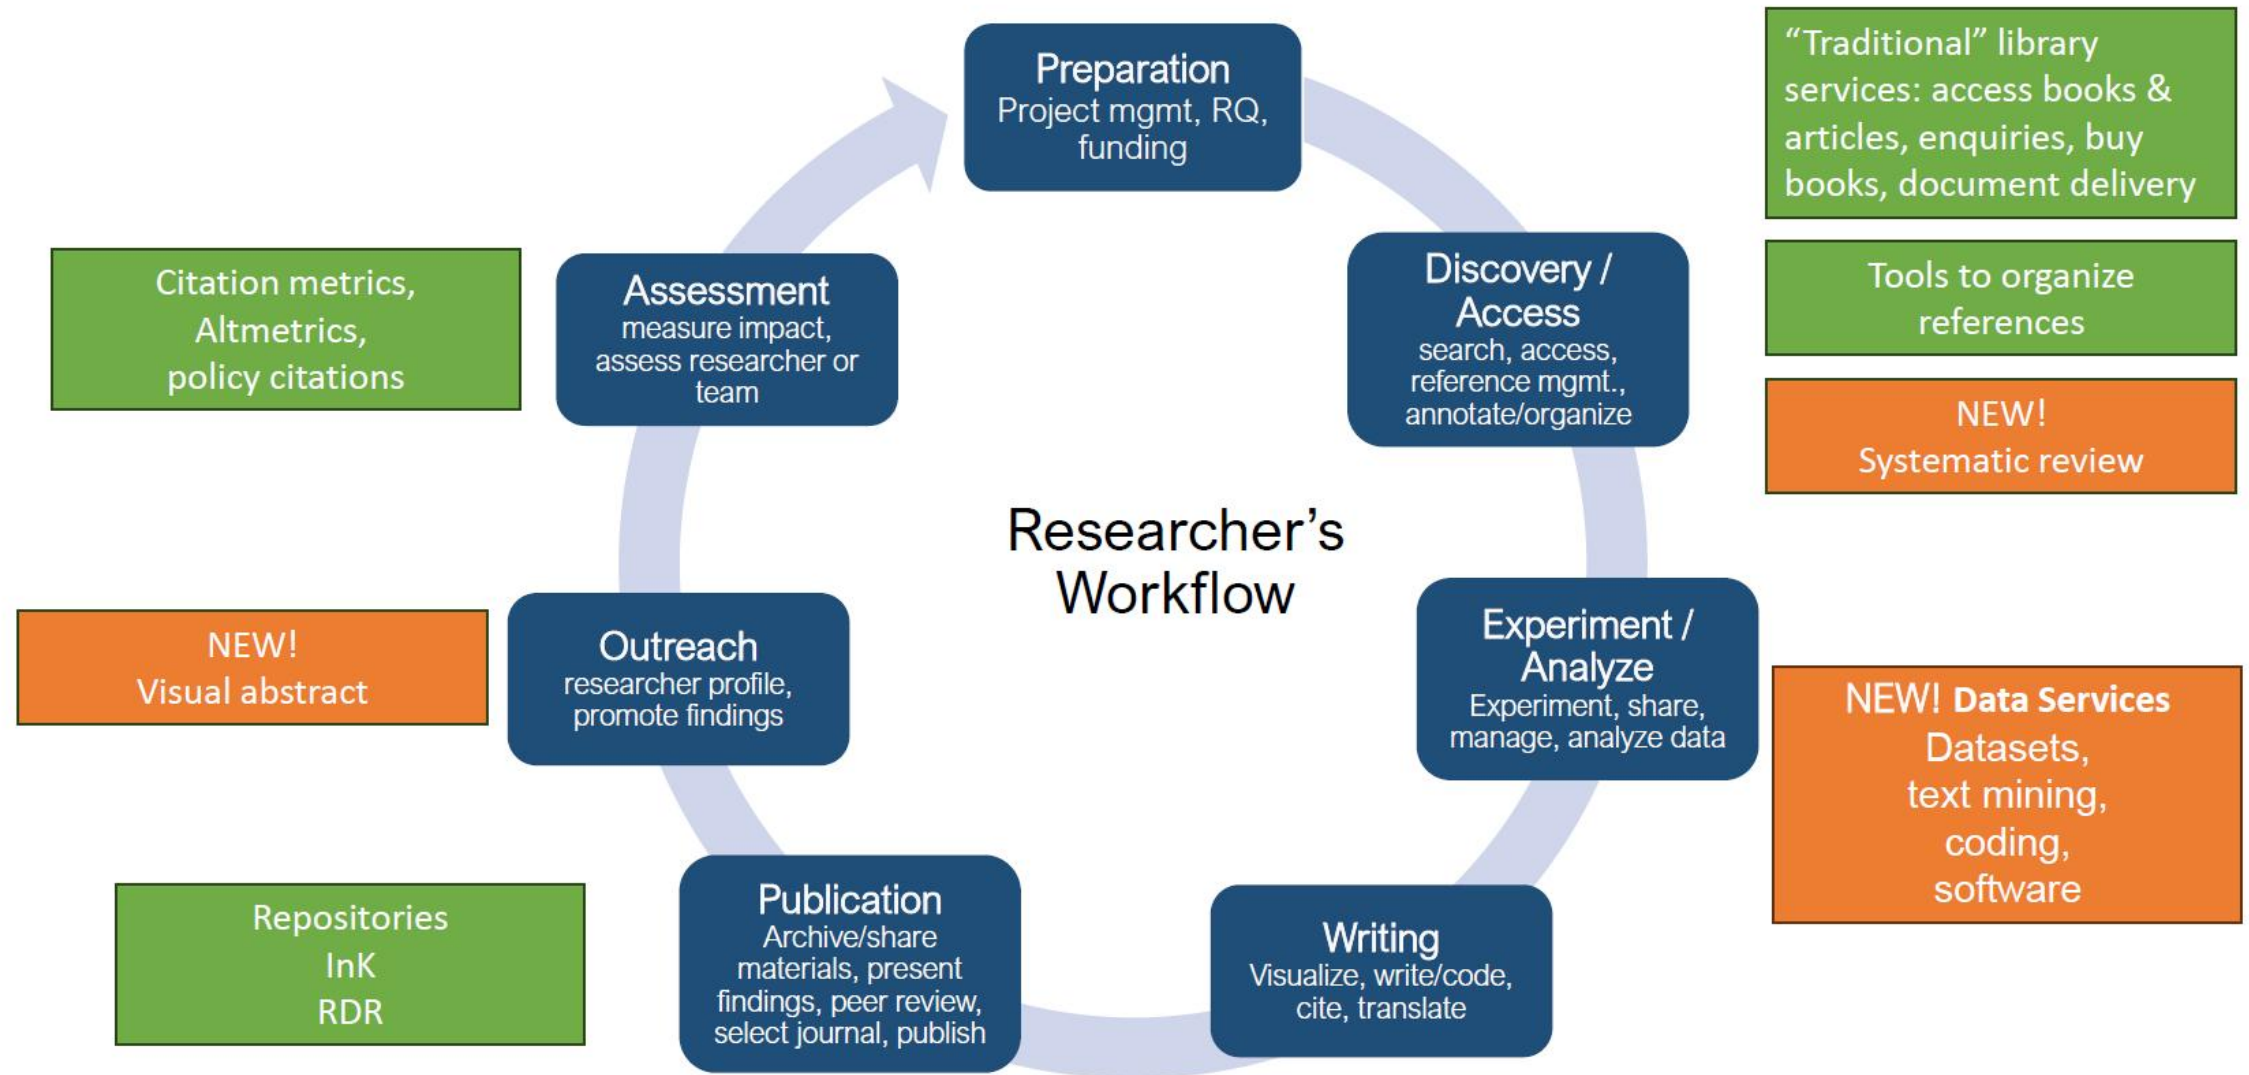 Preparation
Project mgmt, RQ,
funding
"Traditional" library
services: access books &
articles, enquiries, buy
books, document delivery
Discovery /
Access
search, access,
reference mgmt.,
annotate/organize
Tools to organize
references
NEW!
Systematic review
Experiment /
Analyze
Experiment, share,
manage, analyze data
NEW! Data Services
Datasets,
text mining,
coding,
software
Writing
Visualize, write/code,
cite, translate
Publication
Archive/share
materials, present
findings, peer review,
select journal, publish
Repositories
InK
RDR
Outreach
researcher profile,
promote findings
NEW!
Visual abstract
Assessment
measure impact,
assess researcher or
team
Citation metrics,
Altmetrics,
policy citations
Researcher’s
Workflow